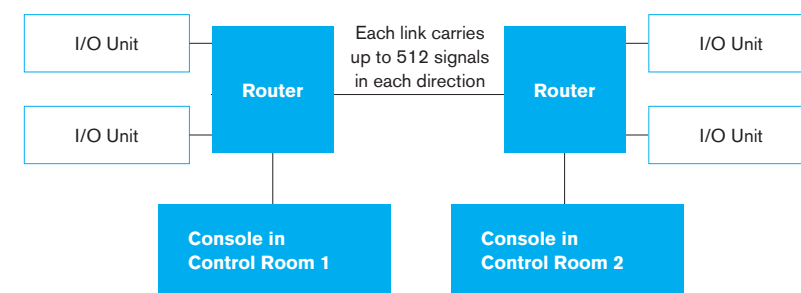 I/O Unit
Each link carries
up to 512 signals
in each direction
I/O Unit
Router
Router
I/O Unit
I/O Unit
Console in
Control Room 1
Console in
Control Room 2